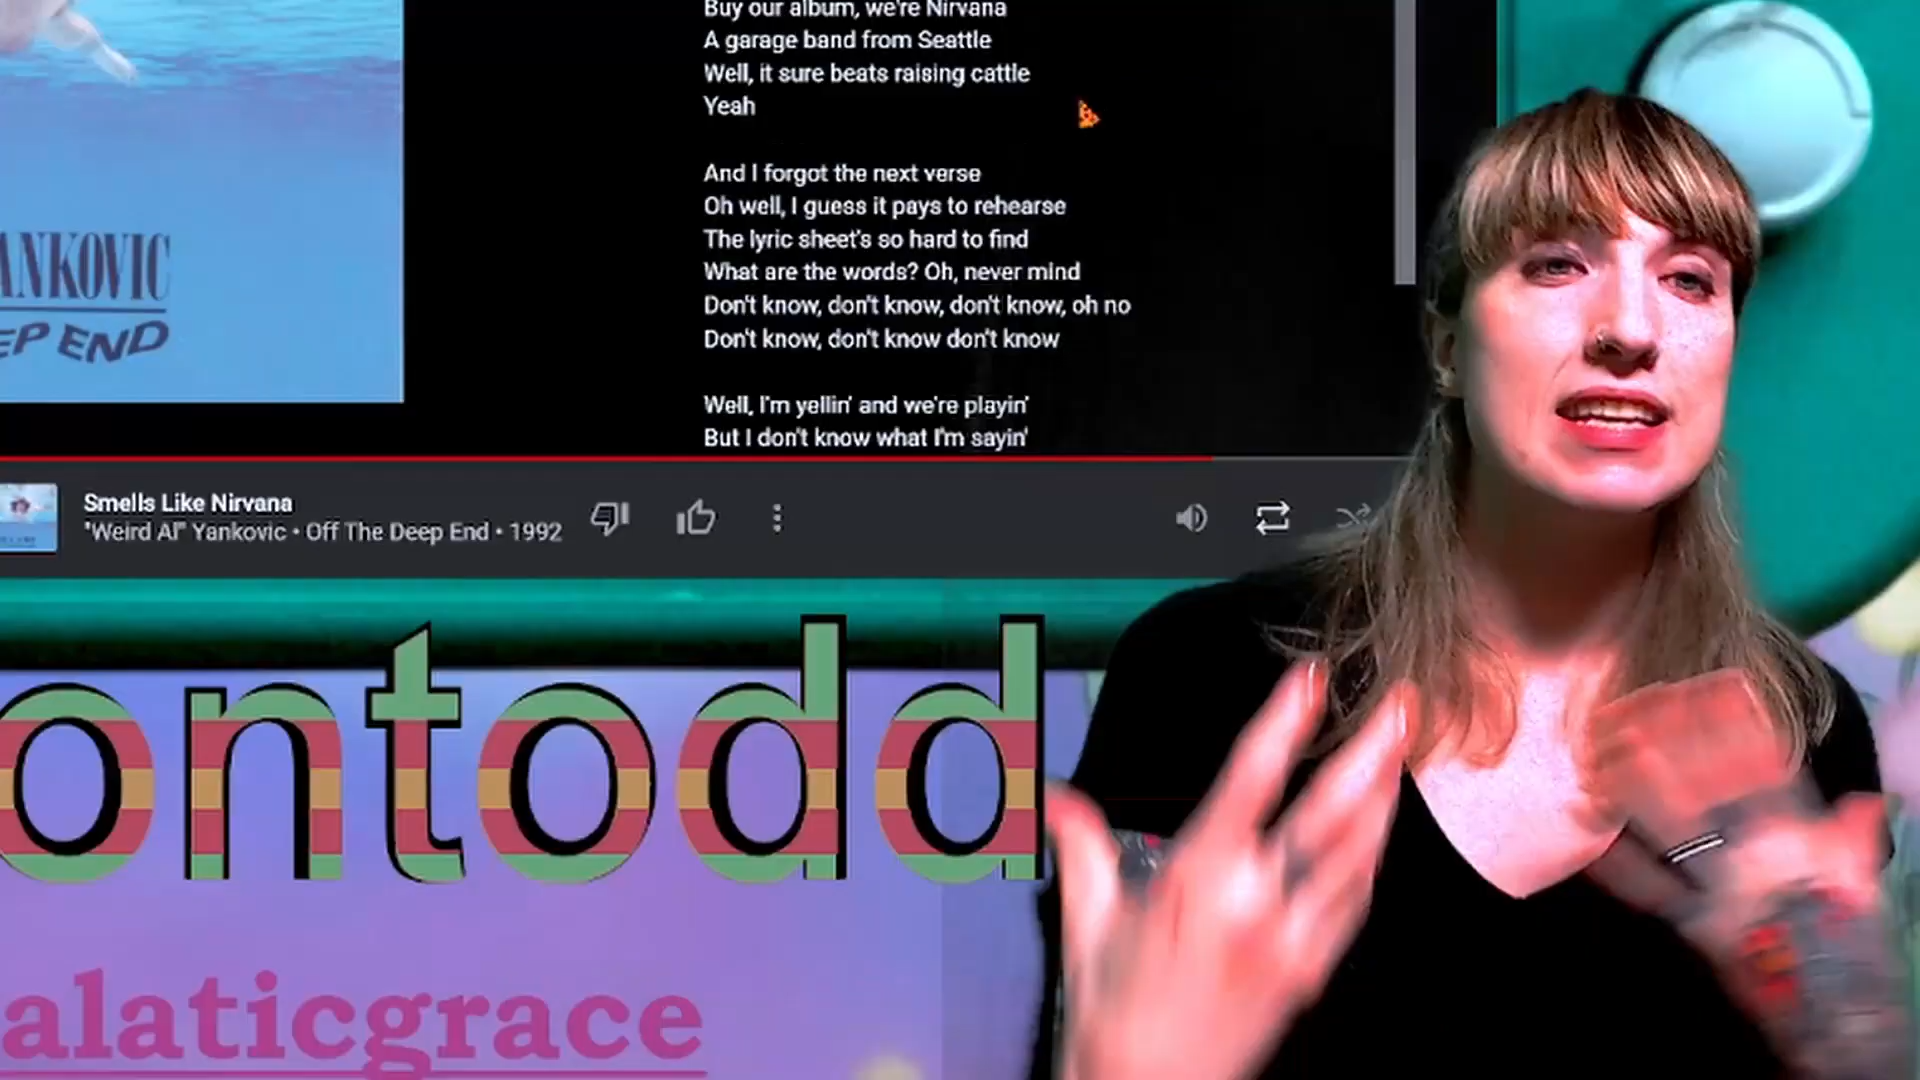 Buy our album, we're Nirvana
A garage band from Seattle
Well, it sure beats raising cattle
Yeah
And I forgot the next verse
Oh well, I guess it pays to rehearse
The lyric sheet's so hard to find
What are the words? Oh, never mind
Don't know, don't know, don't know, oh no
Don't know, don't know don't know
Well, I'm yellin' and we're playin'
But I don't know what I'm sayin'
ANKOVIC
EP END
Smells Like Nirvana
"Weird Al" Yankovic • Off The Deep End • 1992
ontodd
alaticgrace